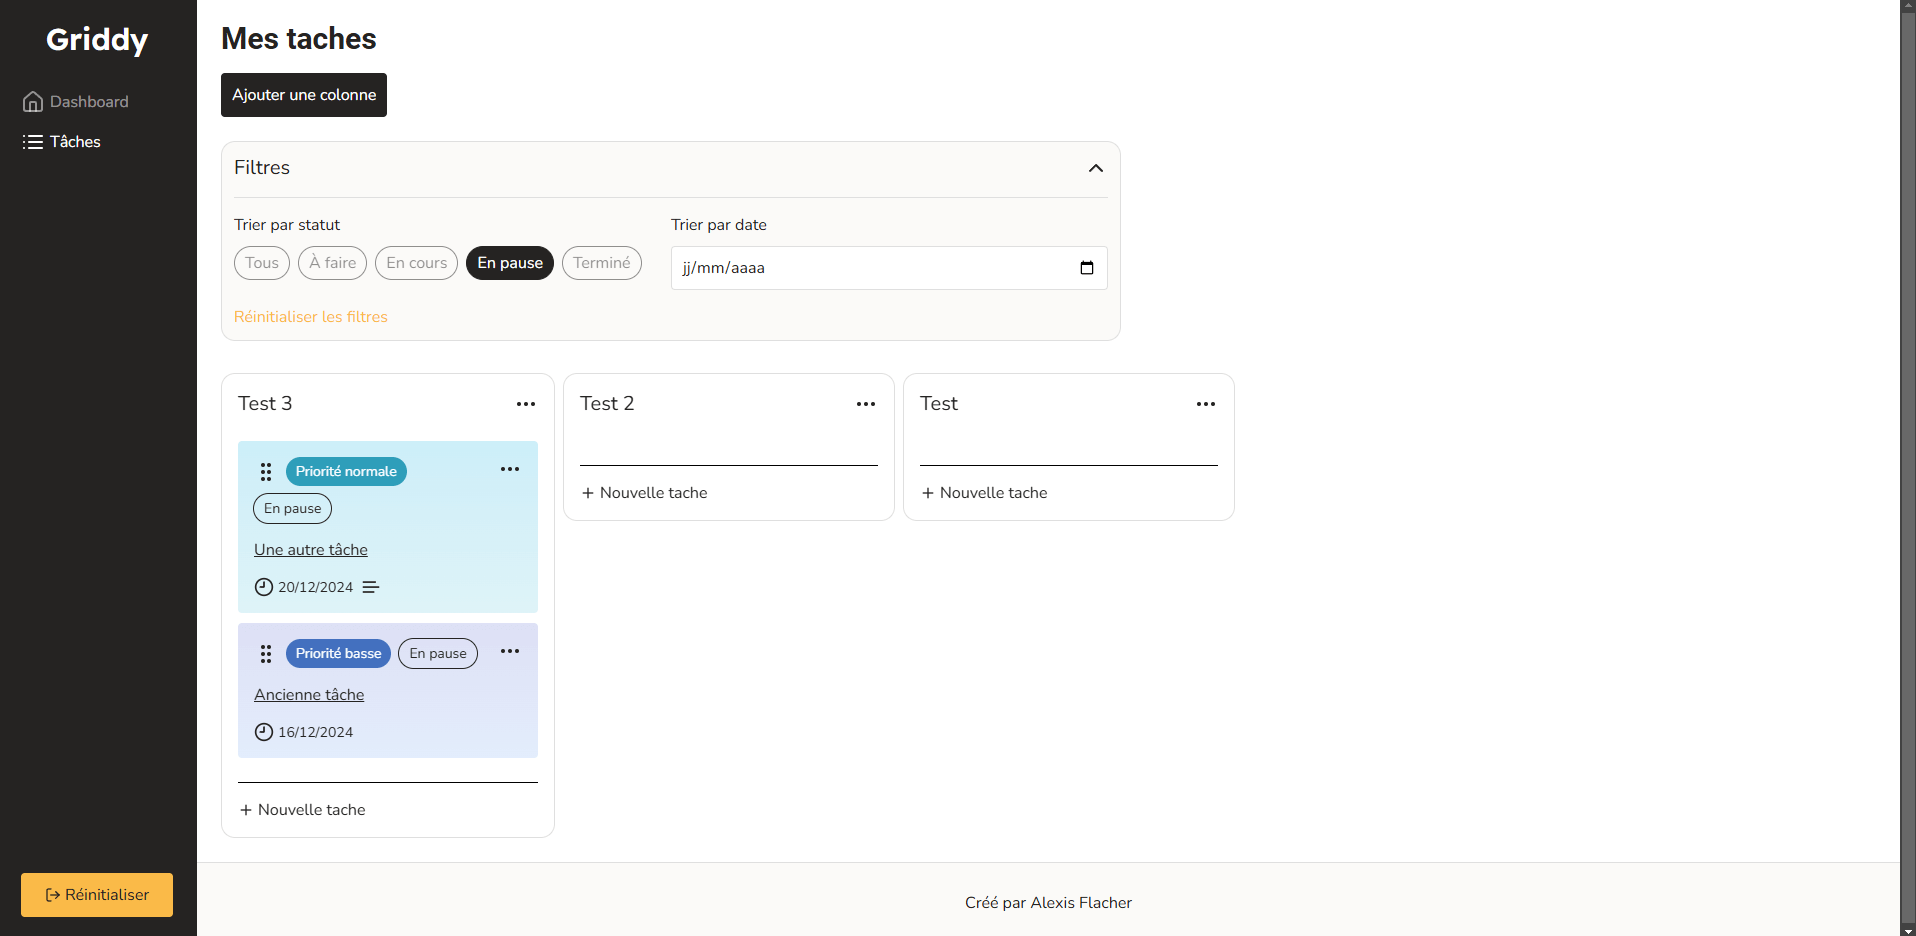 Griddy
Dashboard
Tâches
Réinitialiser
Mes taches
Ajouter une colonne
Filtres
Trier par statut
Tous
À faire
En cours
En pause
Terminé
Trier par date
jj/mm/aaaa
Réinitialiser les filtres
Test 3
Priorité normale
En pause
Une autre tâche
20/12/2024
Priorité basse
En pause
Ancienne tâche
16/12/2024
+ Nouvelle tache
Test 2
+ Nouvelle tache
Test
+ Nouvelle tache
Créé par Alexis Flacher